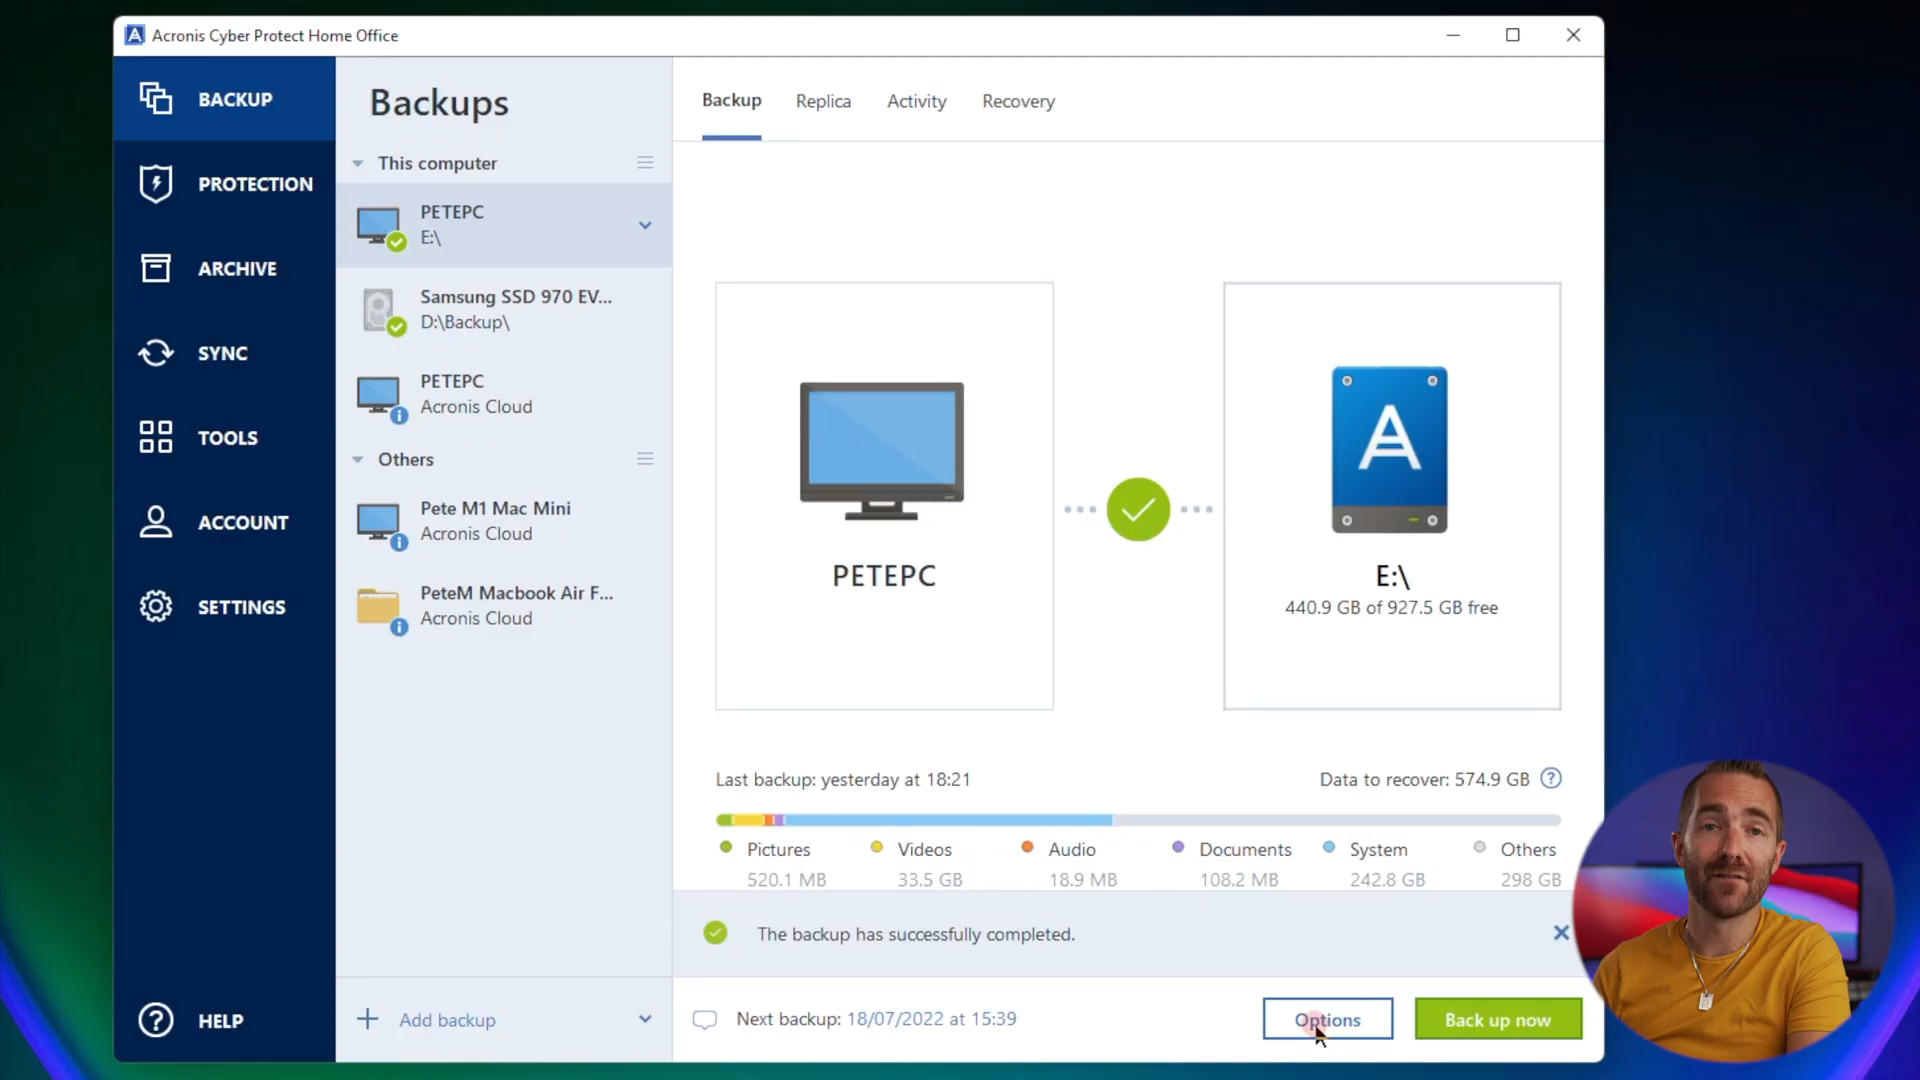 Acronis Cyber Protect Home Office
BACKUP
PROTECTION
ARCHIVE
SYNC
TOOLS
ACCOUNT
SETTINGS
HELP
Backups
This computer
PETEPC
E:\
Samsung SSD 970 EV...
D:\Backup\
PETEPC
Acronis Cloud
Others
Pete M1 Mac Mini
Acronis Cloud
PeteM Macbook Air F...
Acronis Cloud
Add backup
Backup Replica Activity Recovery
PETEPC
E:\
440.9 GB of 927.5 GB free
Last backup: yesterday at 18:21
Data to recover: 574.9 GB
Pictures Videos Audio Documents System Others
520.1 MB 33.5 GB 18.9 MB 108.2 MB 242.8 GB 298 GB
The backup has successfully completed.
Next backup: 18/07/2022 at 15:39
Options
Back up now